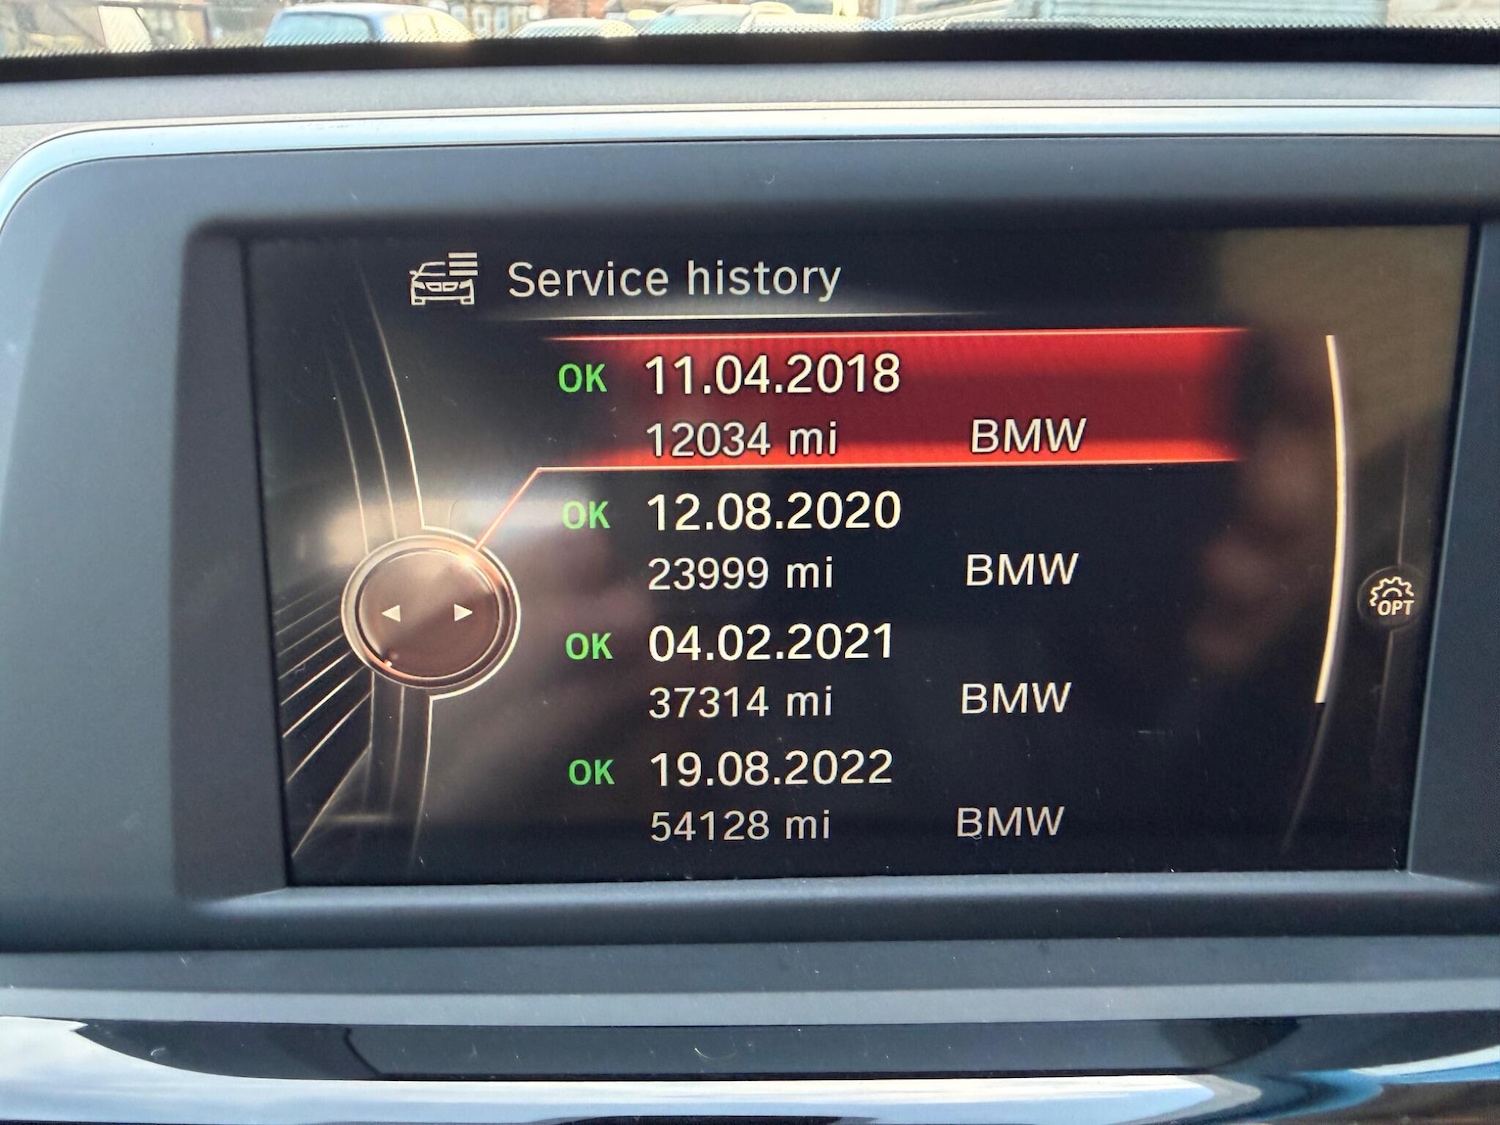 Service history
OK 11.04.2018
12034 mi BMW
OK 12.08.2020
23999 mi BMW
OK 04.02.2021
37314 mi BMW
OPT
OK 19.08.2022
54128 mi BMW